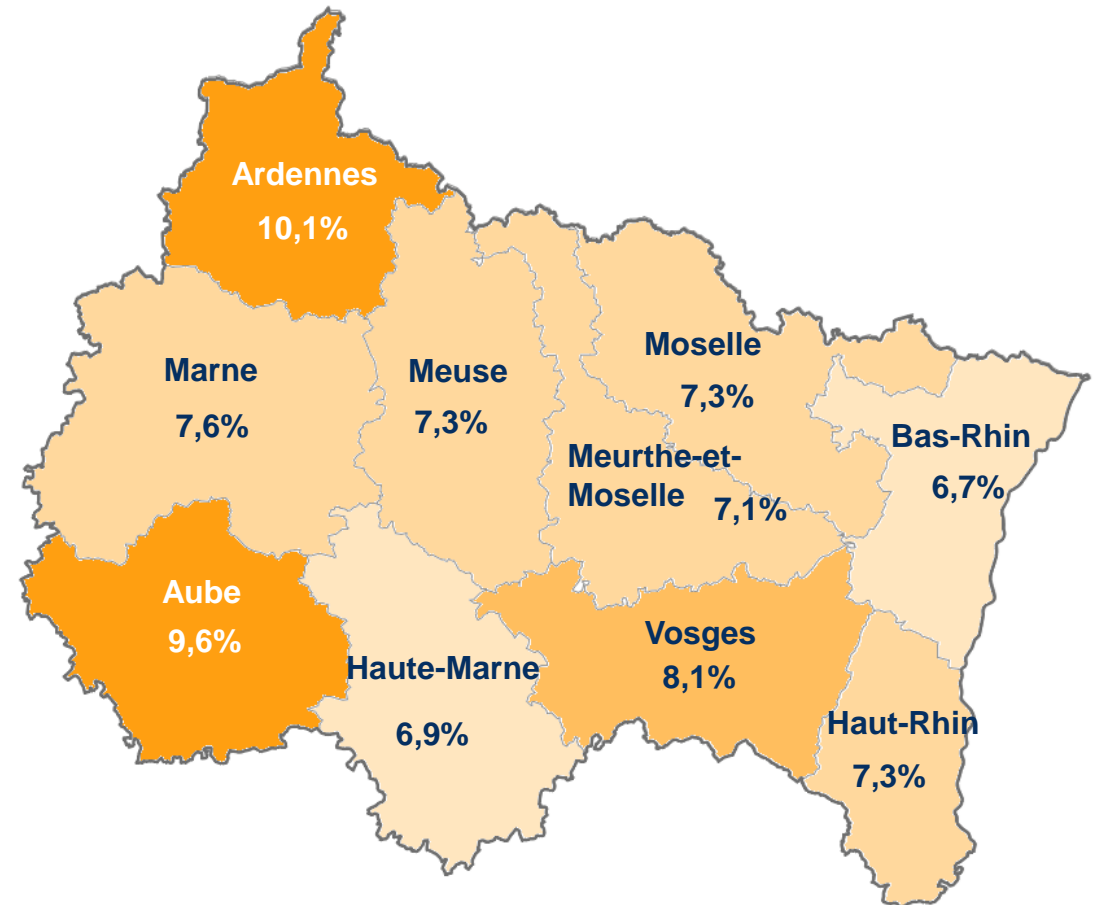 Ardennes
10,1%
Marne
7,6%
Meuse
7,3%
Moselle
7,3%
Meurthe-et-
Moselle 7,1%
Bas-Rhin
6,7%
Aube
9,6%
Haute-Marne
6,9%
Vosges
8,1%
Haut-Rhin
7,3%